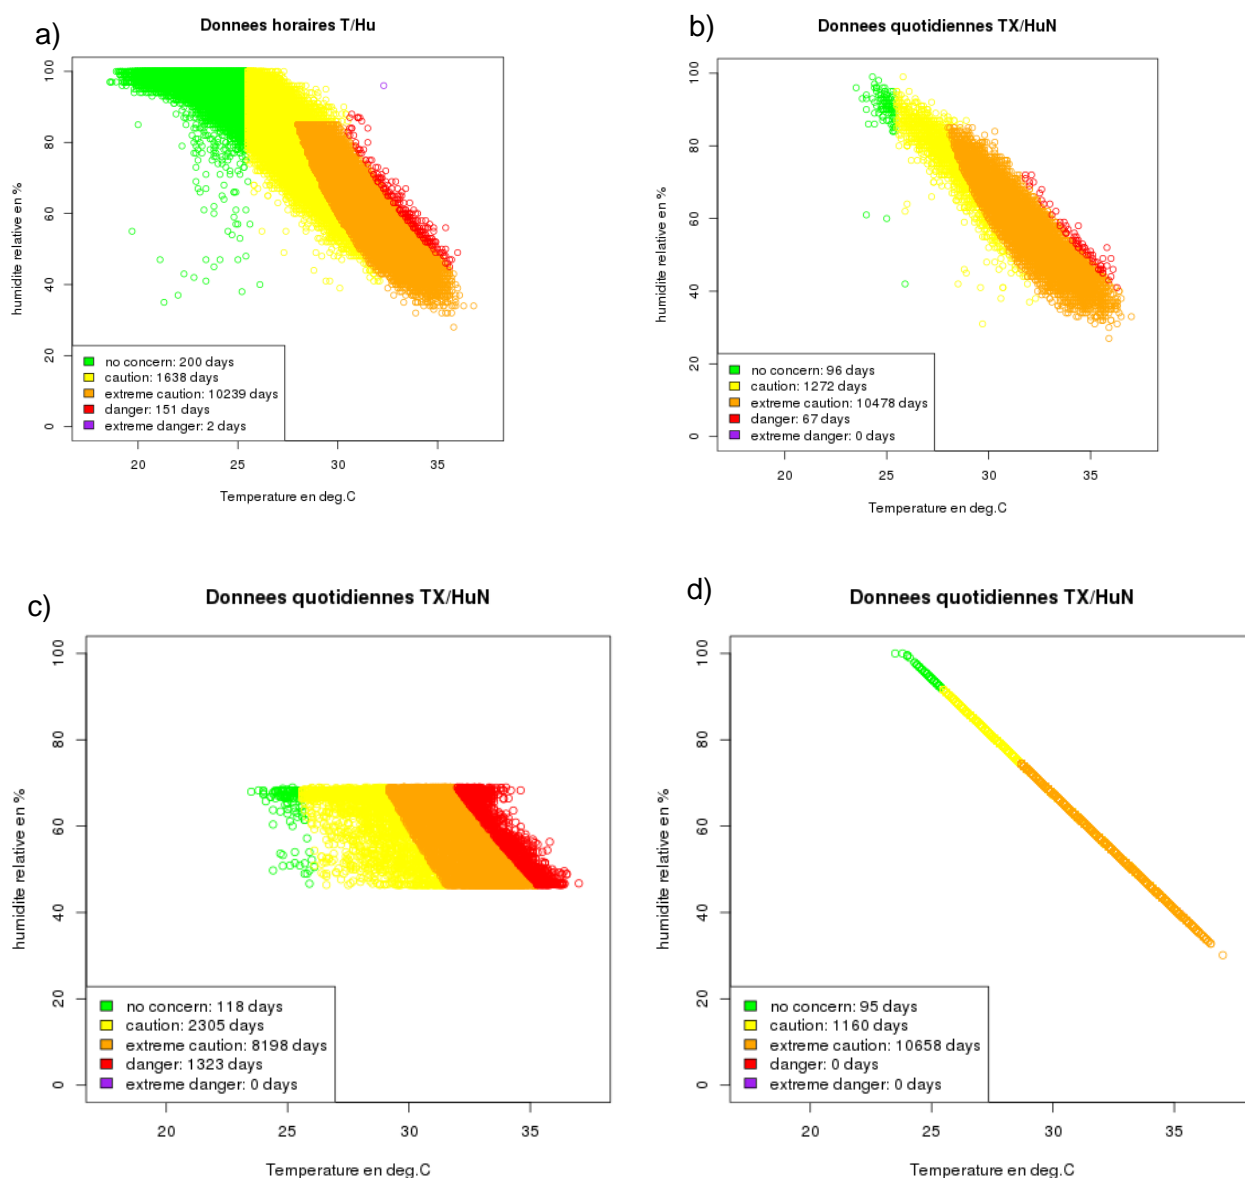 a)
Donnees horaires T/Hu
humidite relative en %
100
80
60
40
20
0
no concern: 200 days
caution: 1638 days
extreme caution: 10239 days
danger: 151 days
extreme danger: 2 days
20 25 30 35
Temperature en deg.C
b)
Donnees quotidiennes TX/HuN
humidite relative en %
100
80
60
40
20
0
no concern: 96 days
caution: 1272 days
extreme caution: 10478 days
danger: 67 days
extreme danger: 0 days
20 25 30 35
Temperature en deg.C
c)
Donnees quotidiennes TX/HuN
humidite relative en %
100
80
60
40
20
0
no concern: 118 days
caution: 2305 days
extreme caution: 8198 days
danger: 1323 days
extreme danger: 0 days
20 25 30 35
Temperature en deg.C
d)
Donnees quotidiennes TX/HuN
humidite relative en %
100
80
60
40
20
0
no concern: 95 days
caution: 1160 days
extreme caution: 10658 days
danger: 0 days
extreme danger: 0 days
20 25 30 35
Temperature en deg.C